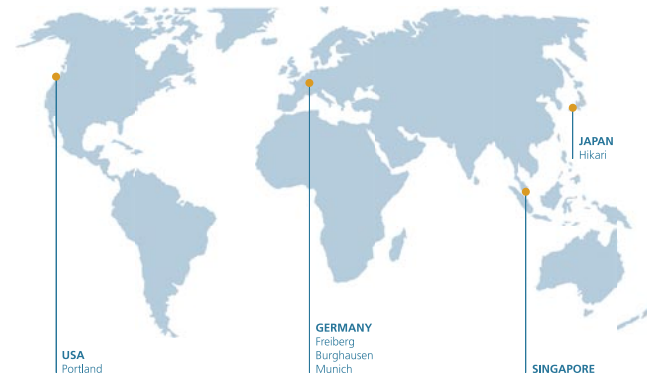 JAPAN
Hikari
GERMANY
Freiberg
Burghausen
Munich
USA
Portland
SINGAPORE